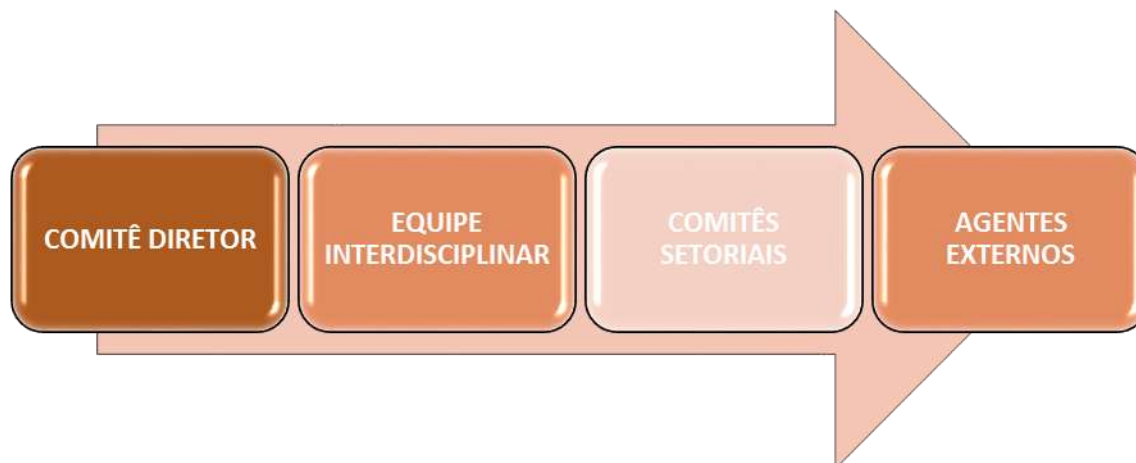 COMITÊ DIRETOR
EQUIPE
INTERDISCIPLINAR
COMITÊS
SETORIAIS
AGENTES
EXTERNOS